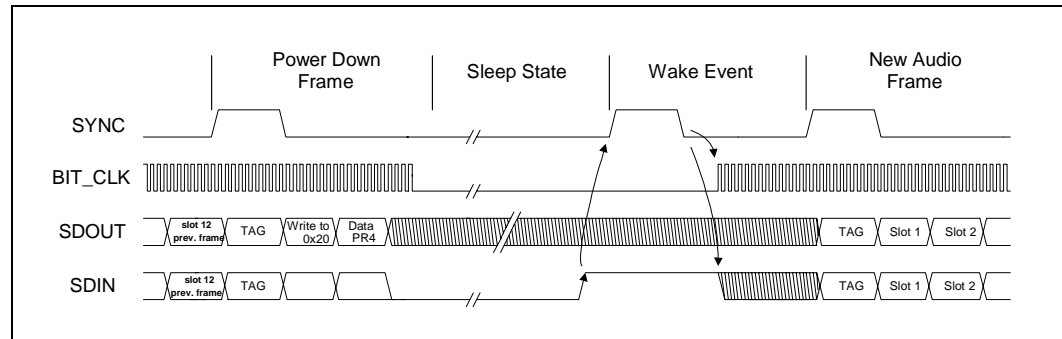 Power Down
Frame
Sleep State
Wake Event
New Audio
Frame
SYNC
BIT_CLK
SDOUT
slot 12
prev. frame
TAG
Write to
0x20
Data
PR4
TAG
Slot 1
Slot 2
SDIN
slot 12
prev. frame
TAG
TAG
Slot 1
Slot 2